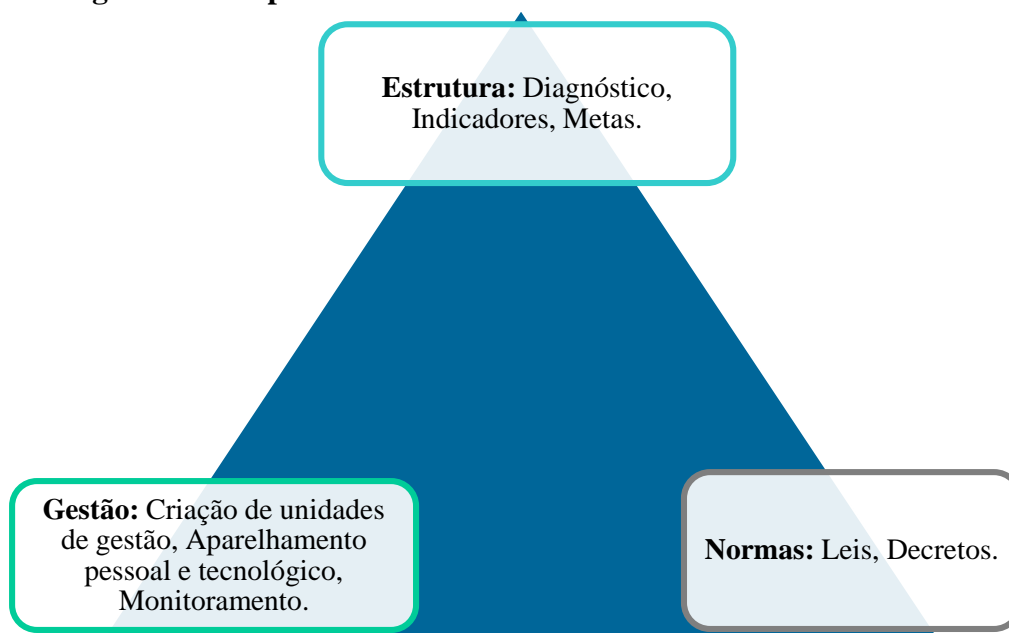 Estrutura: Diagnóstico,
Indicadores, Metas.
Gestão: Criação de unidades
de gestão, Aparelhamento
pessoal e tecnológico,
Monitoramento.
Normas: Leis, Decretos.